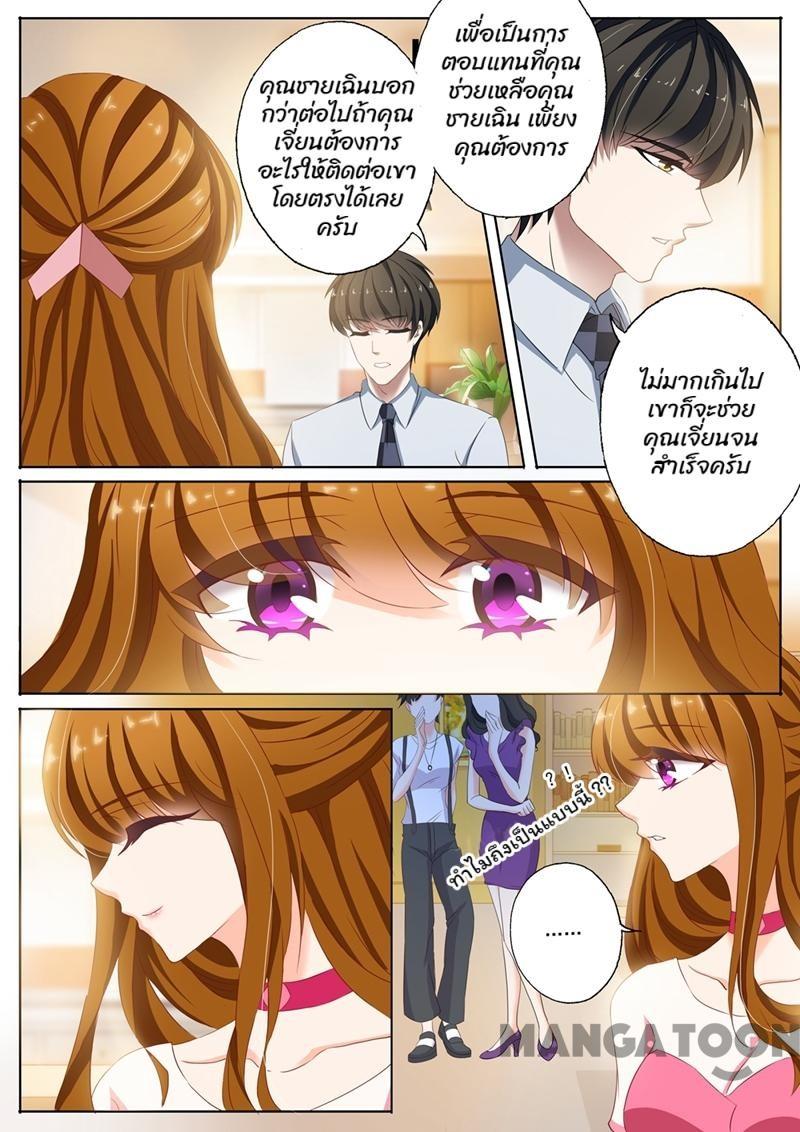 คุณชายเฉินบอก
กว่าต่อไปถ้าคุณ
เจี่ยนต้องการ
อะไรให้ติดต่อเขา
โดยตรงได้เลย
ครับ
เพื่อเป็นการ
ตอบแทนที่คุณ
ช่วยเหลือคุณ
ชายเฉิน เพียง
คุณต้องการ
ไม่มากเกินไป
เขาก็จะช่วย
คุณเจี่ยนจน
สำเร็จครับ
? !
ทำไมถึงเป็นแบบนี้ ??
......
MANGATOON